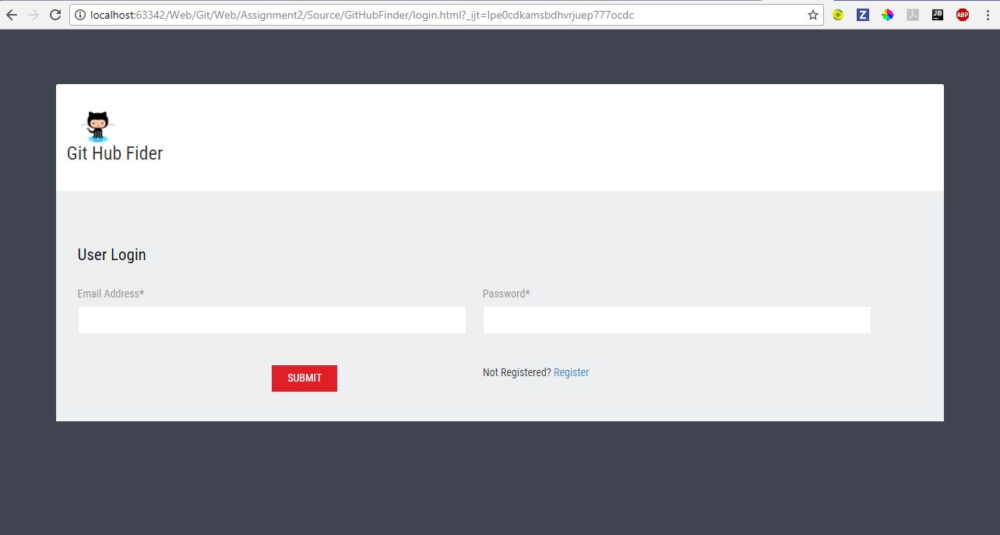 localhost:63342/Web/Git/Web/Assignment2/Source/GitHubFinder/login.html?_ijt=lpe0cdkamsbdhvrjuep777ocdc
Z
JB
ABP
Git Hub Fider
User Login
Email Address* Password*
SUBMIT Not Registered? Register